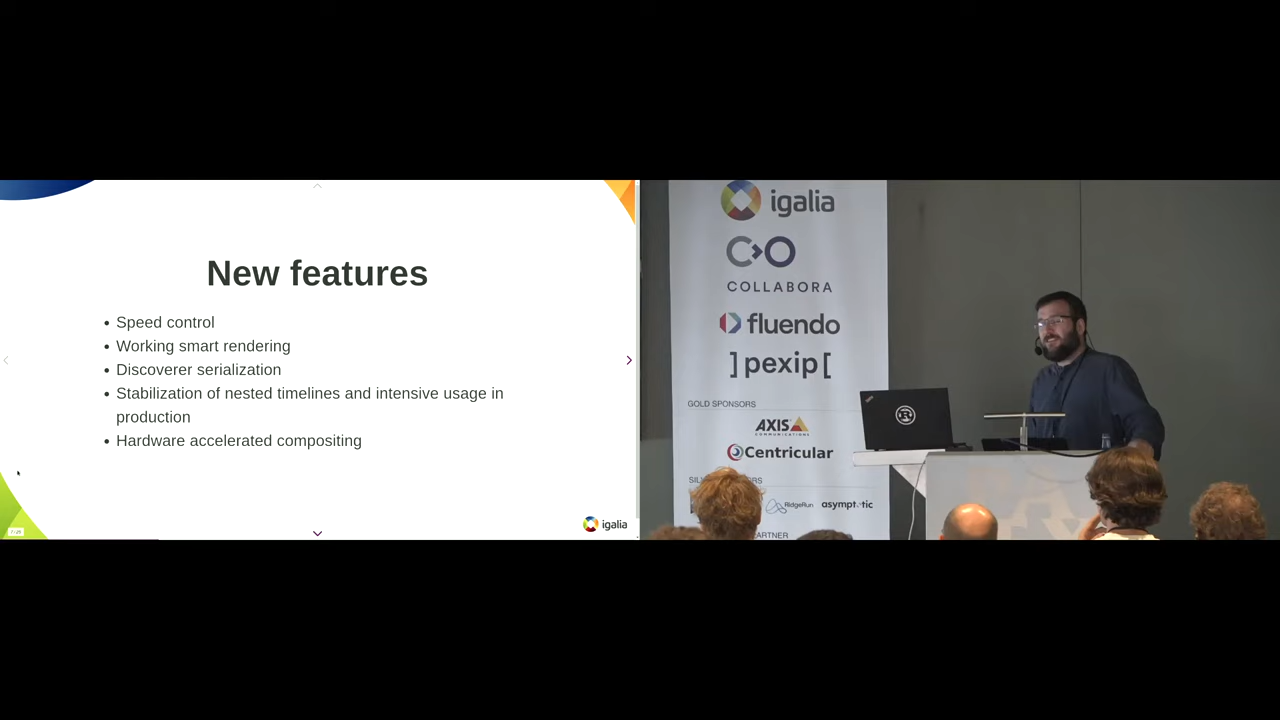 New features
Speed control
Working smart rendering
Discoverer serialization
Stabilization of nested timelines and intensive usage in
production
Hardware accelerated compositing
igalia
igalia
COLLABORA
fluendo
pexip
GOLD SPONSORS
AXIS
COMMUNICATIONS
Centricular
RidgeRun
asymptotic